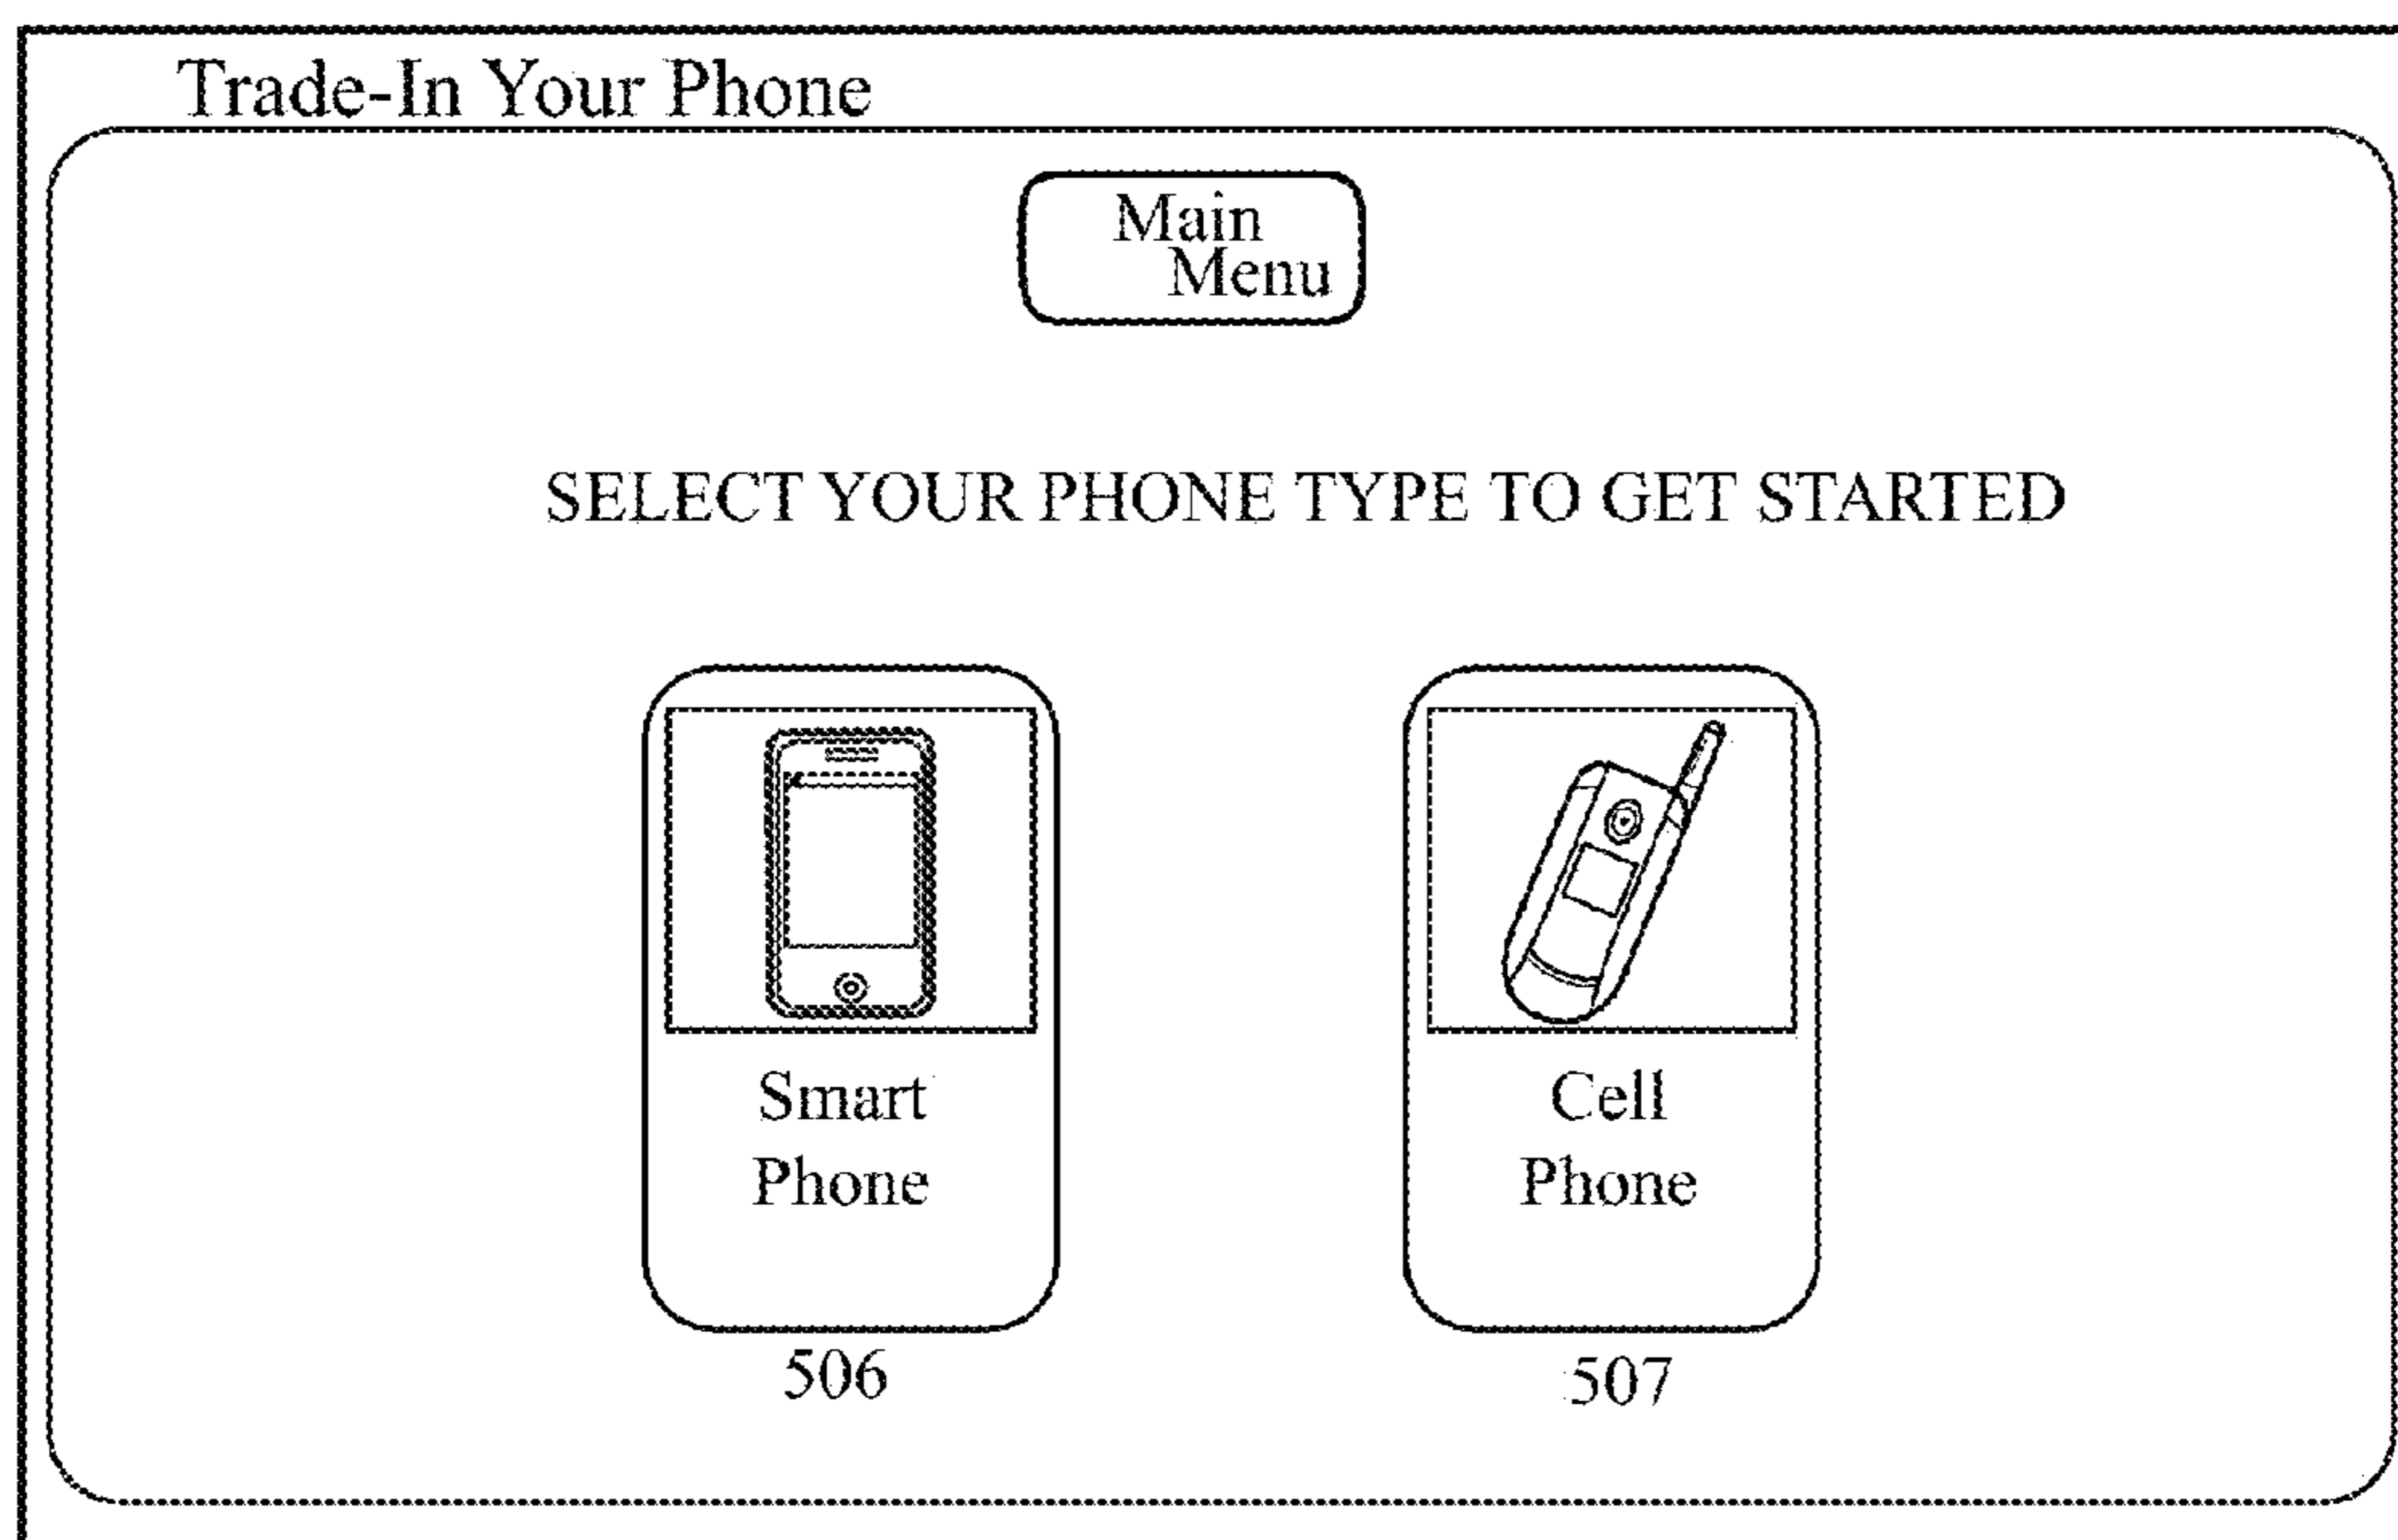 Trade-In Your Phone
Main
Menu
SELECT YOUR PHONE TYPE TO GET STARTED
Smart
Phone
Cell
Phone
506
507